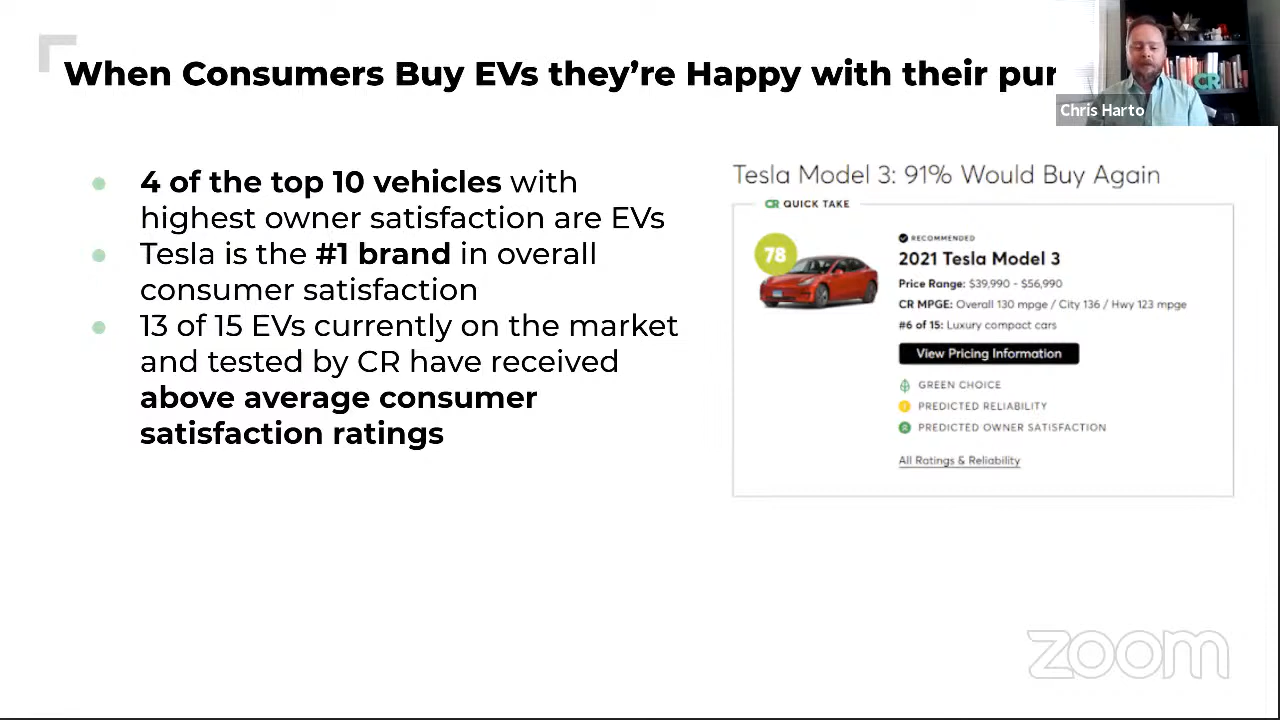 When Consumers Buy EVs they're Happy with their pur
Chris Harto
CR
4 of the top 10 vehicles with
highest owner satisfaction are EVs
Tesla is the #1 brand in overall
consumer satisfaction
13 of 15 EVs currently on the market
and tested by CR have received
above average consumer
satisfaction ratings
Tesla Model 3: 91% Would Buy Again
CR QUICK TAKE
78
RECOMMENDED
2021 Tesla Model 3
Price Range: $39,990 - $56,990
CR MPGE: Overall 130 mpge / City 136 / Hwy 123 mpge
#6 of 15: Luxury compact cars
View Pricing Information
GREEN CHOICE
PREDICTED RELIABILITY
PREDICTED OWNER SATISFACTION
All Ratings & Reliability
zoom